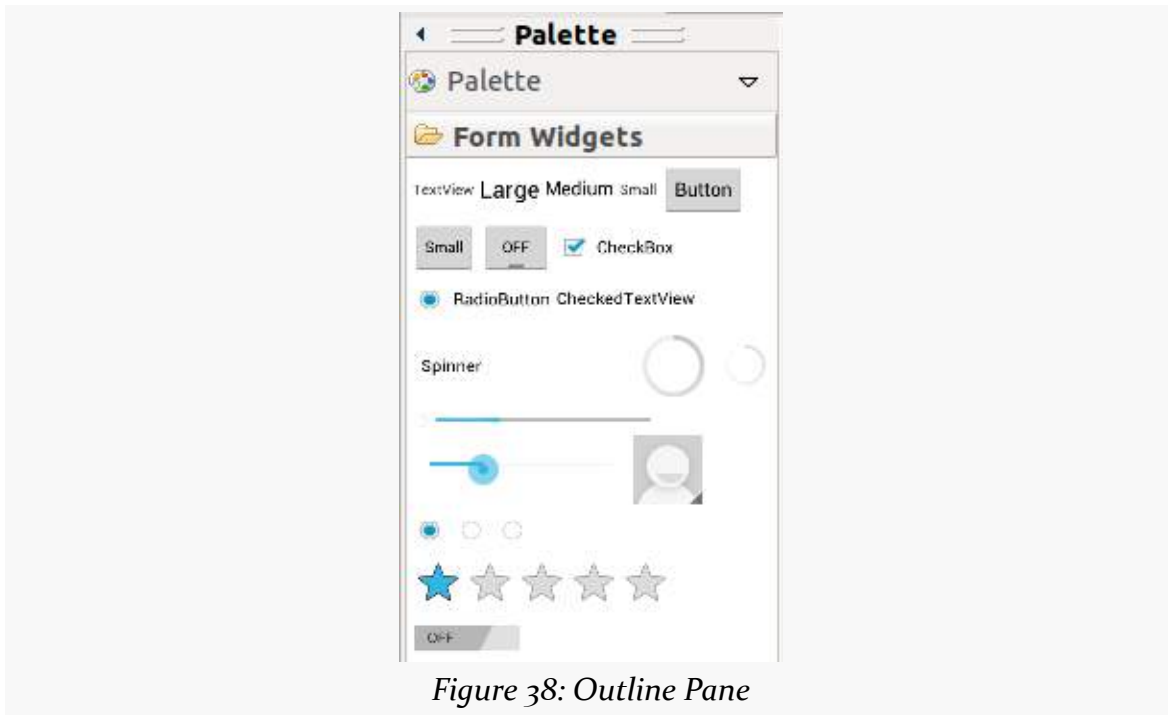 Palette
Palette
Form Widgets
TextView Large Medium Small Button
Small OFF CheckBox
RadioButton CheckedTextView
Spinner
OFF
Figure 38: Outline Pane